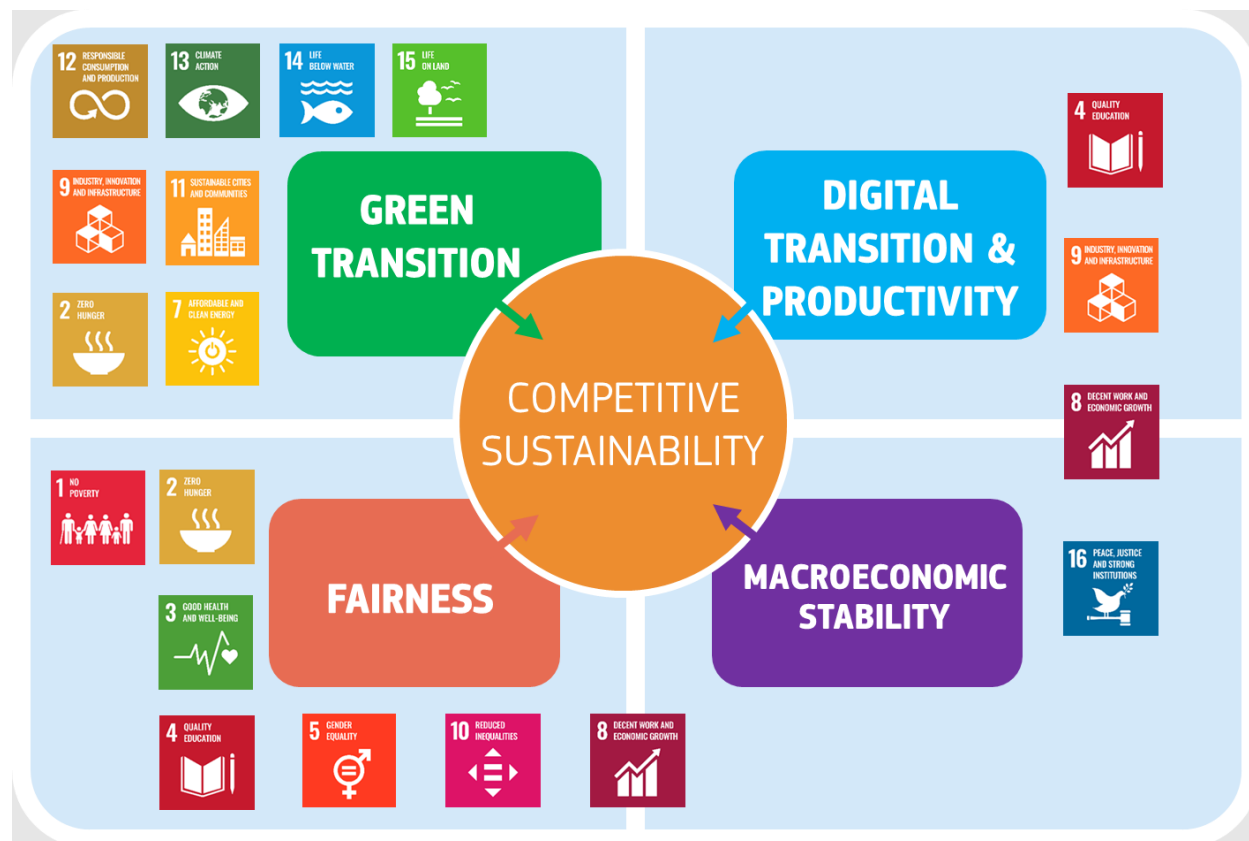 12 RESPONSIBLE
CONSUMPTION
AND PRODUCTION
13 CLIMATE
ACTION
14 LIFE
BELOW WATER
15 LIFE
ON LAND
9 INDUSTRY, INNOVATION
AND INFRASTRUCTURE
11 SUSTAINABLE CITIES
AND COMMUNITIES
2 ZERO
HUNGER
7 AFFORDABLE AND
CLEAN ENERGY
GREEN
TRANSITION
DIGITAL
TRANSITION &
PRODUCTIVITY
4 QUALITY
EDUCATION
9 INDUSTRY, INNOVATION
AND INFRASTRUCTURE
8 DECENT WORK AND
ECONOMIC GROWTH
COMPETITIVE
SUSTAINABILITY
1 NO
POVERTY
2 ZERO
HUNGER
3 GOOD HEALTH
AND WELL-BEING
FAIRNESS
4 QUALITY
EDUCATION
5 GENDER
EQUALITY
10 REDUCED
INEQUALITIES
8 DECENT WORK AND
ECONOMIC GROWTH
MACROECONOMIC
STABILITY
16 PEACE, JUSTICE
AND STRONG
INSTITUTIONS